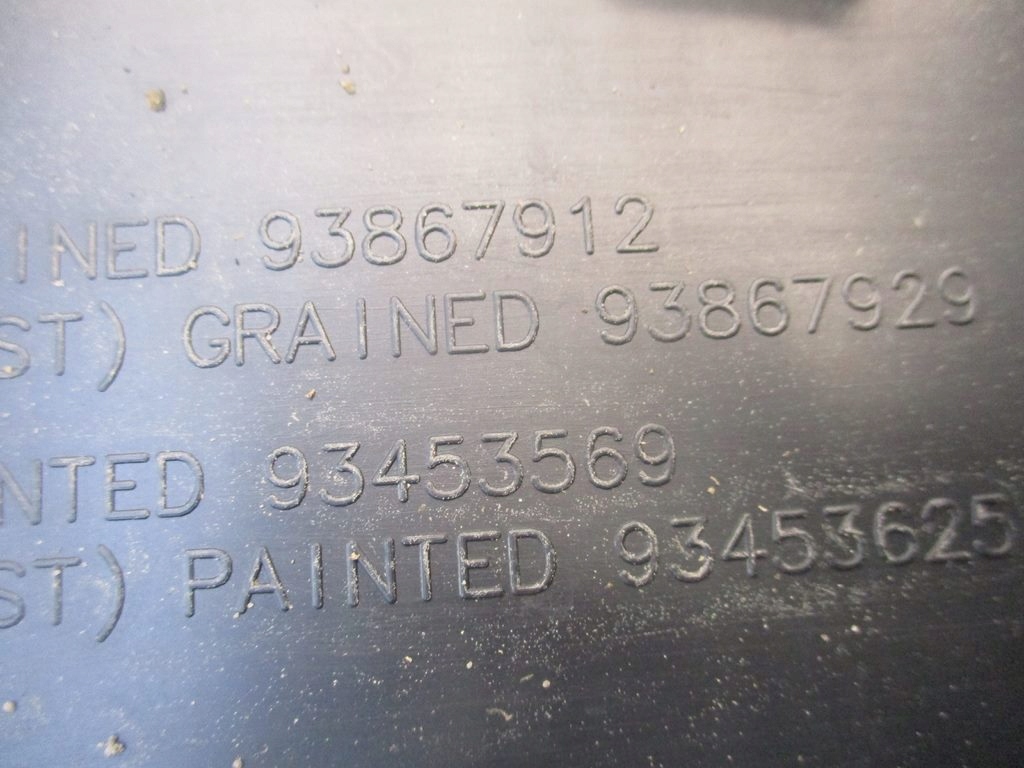 INED 93867912
ST) GRAINED 93867929
NTED 93453569
ST) PAINTED 93453625